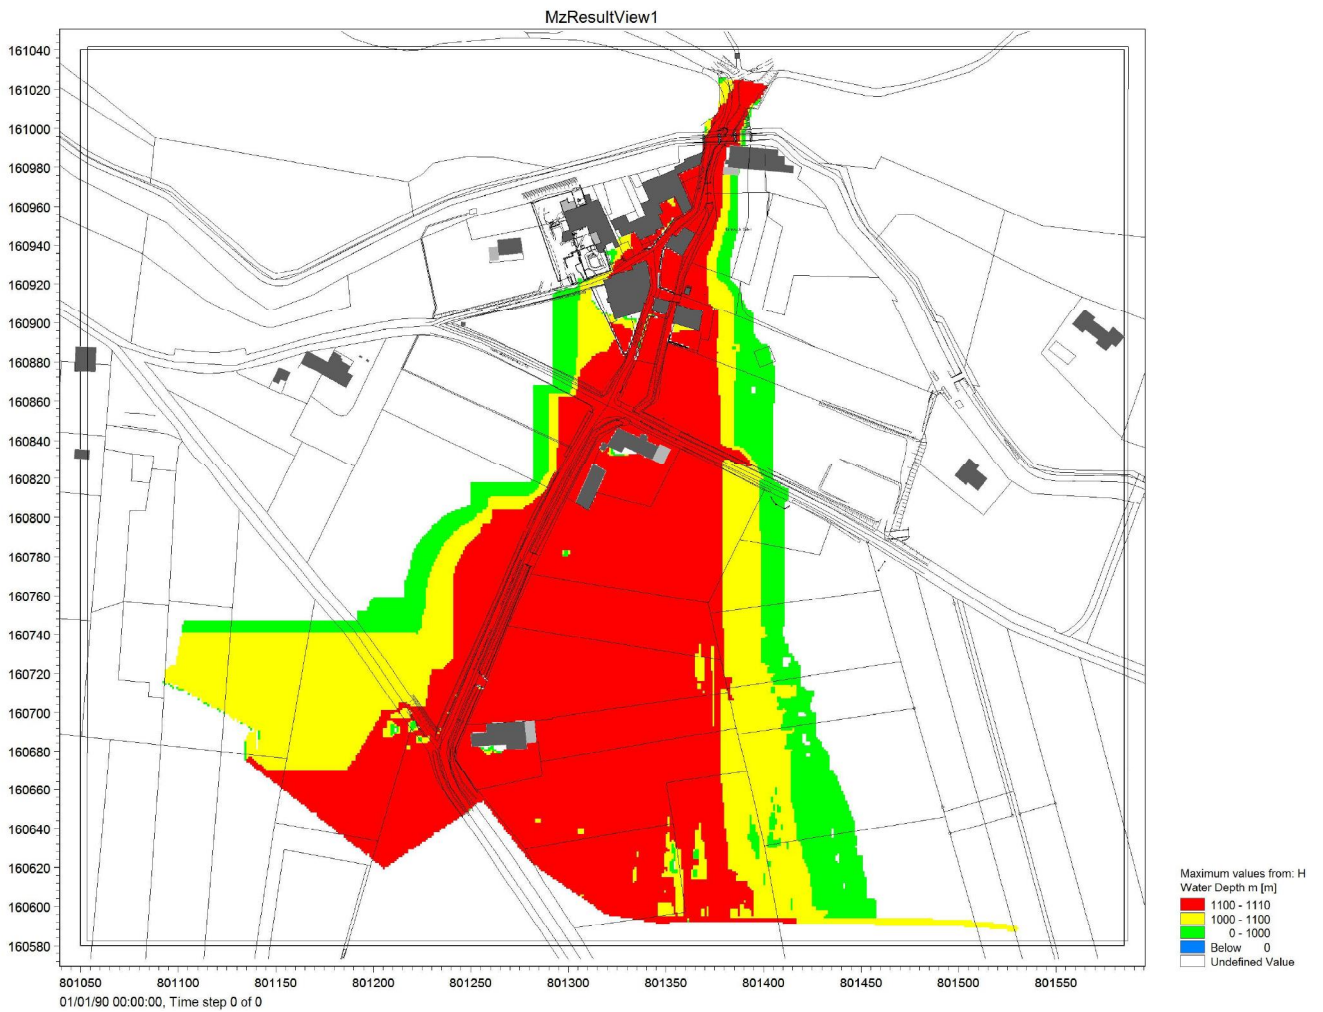 MzResultView1
161040
161020
161000
160980
160960
160940
160920
160900
160880
160860
160840
160820
160800
160780
160760
160740
160720
160700
160680
160660
160640
160620
160600
160580
801050 801100 801150 801200 801250 801300 801350 801400 801450 801500 801550
01/01/90 00:00:00, Time step 0 of 0
Maximum values from: H
Water Depth m [m]
1100 - 1110
1000 - 1100
0 - 1000
Below 0
Undefined Value